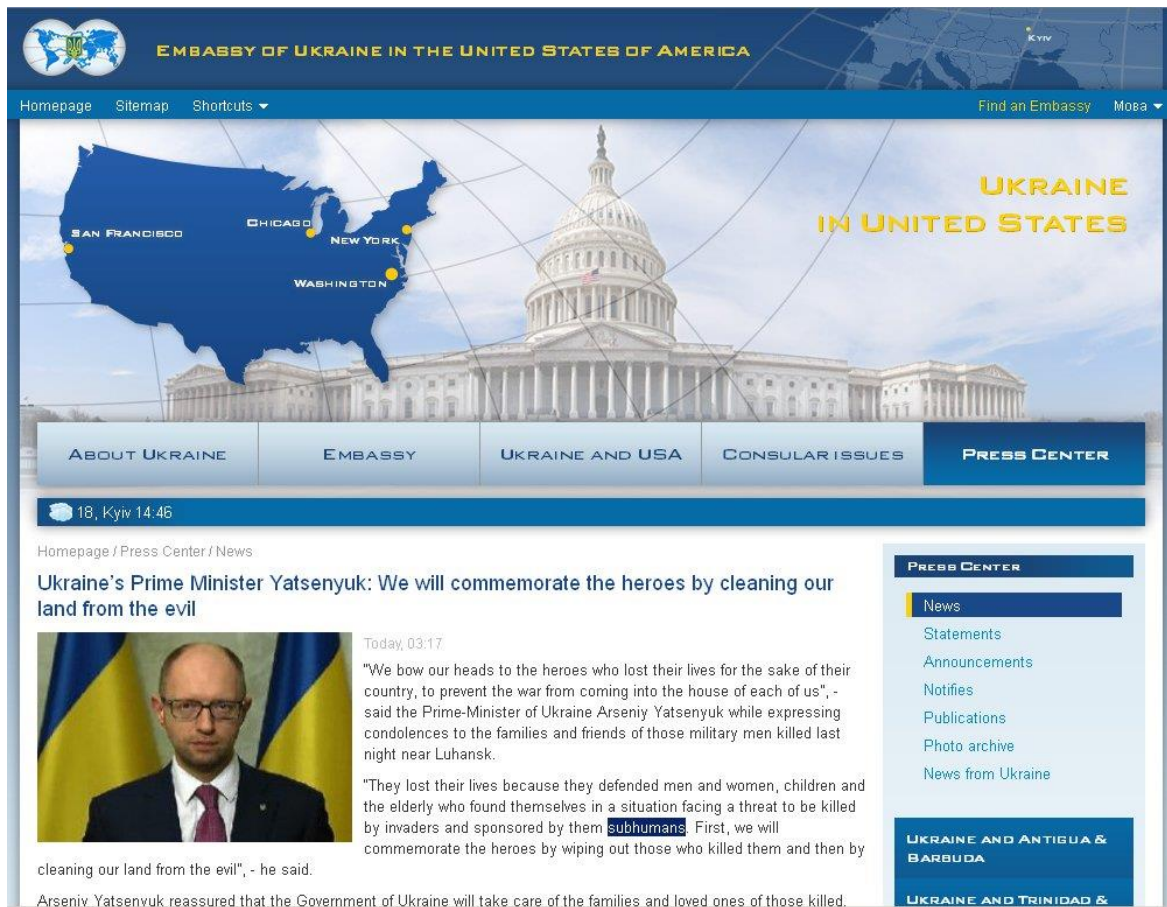 EMBASSY OF UKRAINE IN THE UNITED STATES OF AMERICA
KYIV
Homepage Sitemap Shortcuts Find an Embassy Мова
UKRAINE
IN UNITED STATES
SAN FRANCISCO
CHICAGO
NEW YORK
WASHINGTON
ABOUT UKRAINE EMBASSY UKRAINE AND USA CONSULAR ISSUES PRESS CENTER
18, Kyiv 14:46
Homepage / Press Center / News
Ukraine's Prime Minister Yatsenyuk: We will commemorate the heroes by cleaning our
land from the evil
Today, 03:17
"We bow our heads to the heroes who lost their lives for the sake of their
country, to prevent the war from coming into the house of each of us", -
said the Prime-Minister of Ukraine Arseniy Yatsenyuk while expressing
condolences to the families and friends of those military men killed last
night near Luhansk.
"They lost their lives because they defended men and women, children and
the elderly who found themselves in a situation facing a threat to be killed
by invaders and sponsored by them subhumans. First, we will
commemorate the heroes by wiping out those who killed them and then by
cleaning our land from the evil", - he said.
Arseniy Yatsenyuk reassured that the Government of Ukraine will take care of the families and loved ones of those killed.
PRESS CENTER
News
Statements
Announcements
Notifies
Publications
Photo archive
News from Ukraine
UKRAINE AND ANTIGUA &
BARBUDA
UKRAINE AND TRINIDAD &